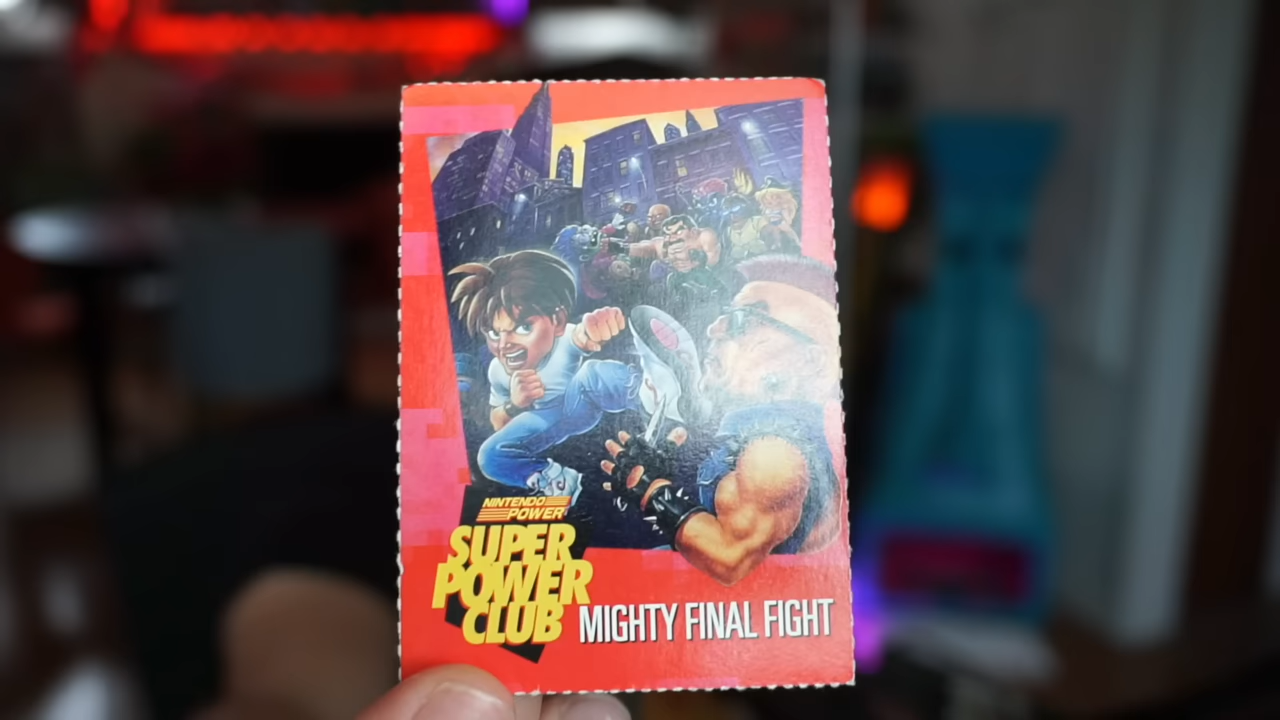 NINTENDO
POWER
SUPER
POWER
CLUB
MIGHTY FINAL FIGHT